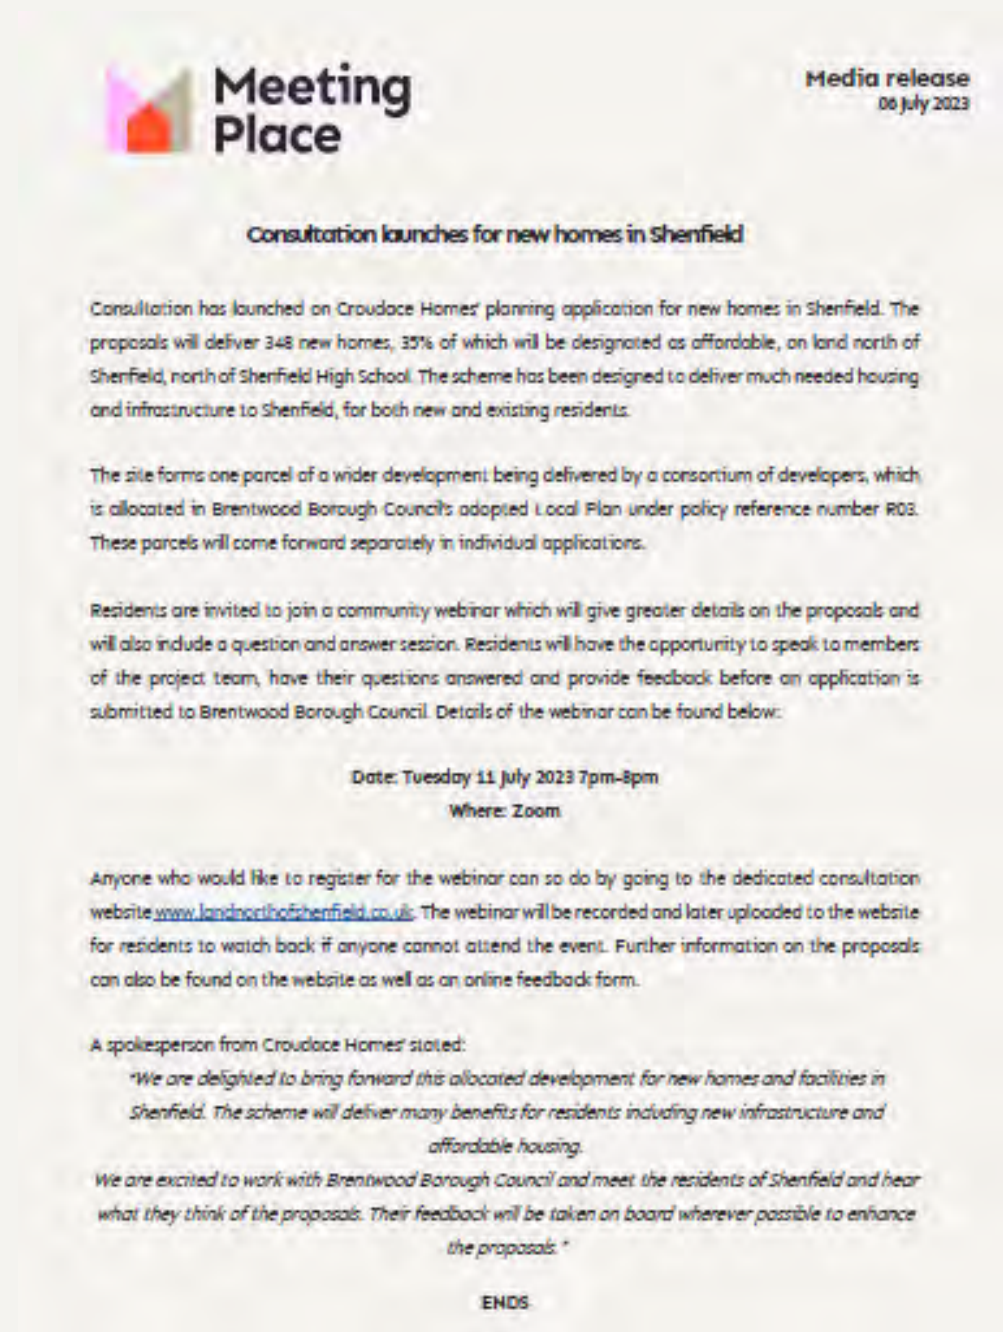 Meeting
Place
Media release
06 July 2023
Consultation launches for new homes in Shenfield
Consultation has launched on Croudace Homes' planning application for new homes in Shenfield. The
proposals will deliver 348 new homes, 35% of which will be designated as affordable, on land north of
Shenfield, north of Shenfield High School. The scheme has been designed to deliver much needed housing
and infrastructure to Shenfield, for both new and existing residents.
The site forms one parcel of a wider development being delivered by a consortium of developers, which
is allocated in Brentwood Borough Council's adopted Local Plan under policy reference number R03.
These parcels will come forward separately in individual applications.
Residents are invited to join a community webinar which will give greater details on the proposals and
will also include a question and answer session. Residents will have the opportunity to speak to members
of the project team, have their questions answered and provide feedback before an application is
submitted to Brentwood Borough Council. Details of the webinar can be found below:
Date: Tuesday 11 July 2023 7pm-8pm
Where: Zoom
Anyone who would like to register for the webinar can so do by going to the dedicated consultation
website www.landnorthofshenfield.co.uk. The webinar will be recorded and later uploaded to the website
for residents to watch back if anyone cannot attend the event. Further information on the proposals
can also be found on the website as well as an online feedback form.
A spokesperson from Croudace Homes' stated:
"We are delighted to bring forward this allocated development for new homes and facilities in
Shenfield. The scheme will deliver many benefits for residents including new infrastructure and
affordable housing.
We are excited to work with Brentwood Borough Council and meet the residents of Shenfield and hear
what they think of the proposals. Their feedback will be taken on board wherever possible to enhance
the proposals."
ENDS